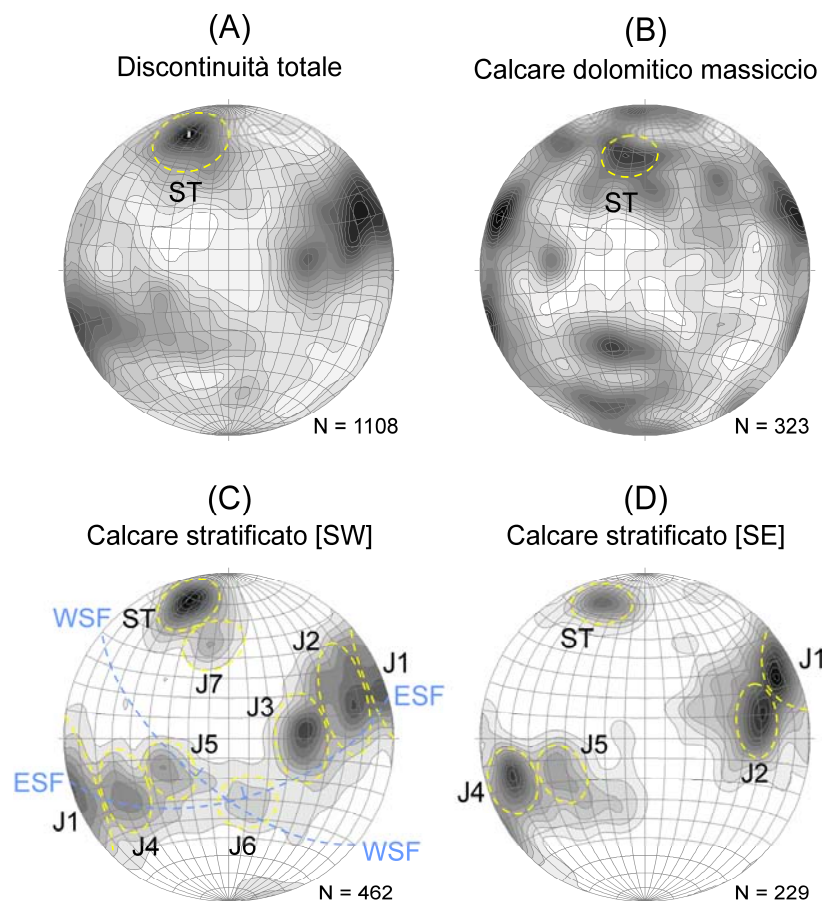 (A)
Discontinuità totale
ST
N = 1108
(B)
Calcare dolomitico massiccio
ST
N = 323
(C)
Calcare stratificato [SW]
WSF
ST
J7
J2
J1
ESF
J3
J5
ESF
J1
J4
J6
WSF
N = 462
(D)
Calcare stratificato [SE]
ST
J1
J2
J5
J4
N = 229